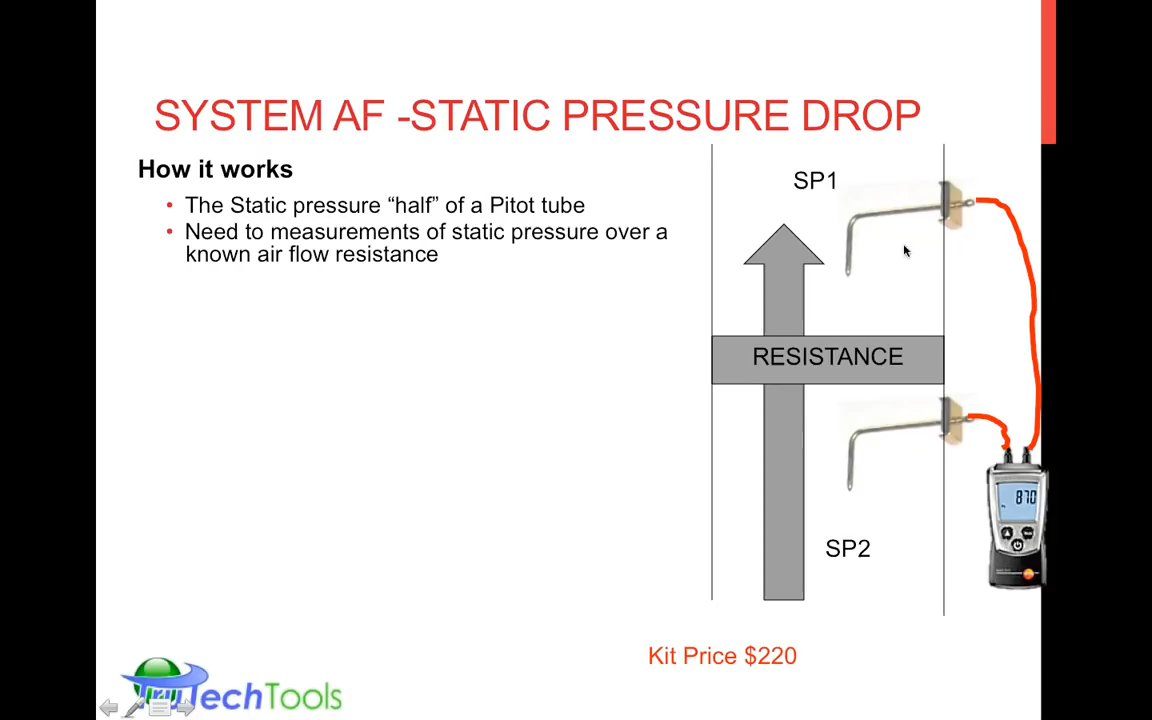 SYSTEM AF -STATIC PRESSURE DROP
How it works
• The Static pressure “half” of a Pitot tube
• Need to measurements of static pressure over a
known air flow resistance
SP1
RESISTANCE
870
SP2
Kit Price $220
TruTechTools